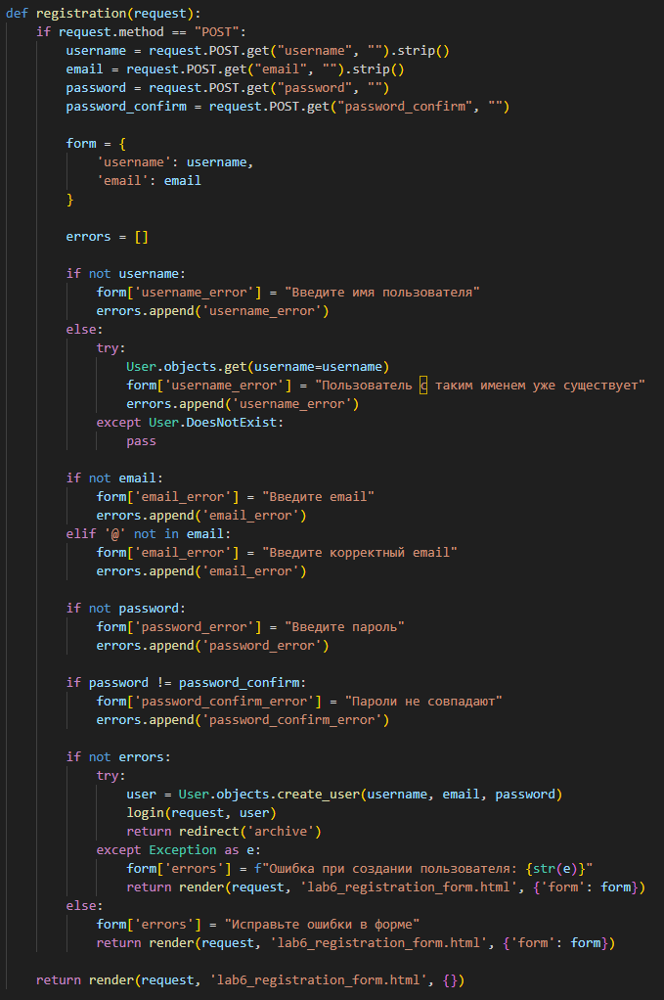 def registration(request):
    if request.method == "POST":
        username = request.POST.get("username", "").strip()
        email = request.POST.get("email", "").strip()
        password = request.POST.get("password", "")
        password_confirm = request.POST.get("password_confirm", "")

        form = {
            'username': username,
            'email': email
        }

        errors = []

        if not username:
            form['username_error'] = "Введите имя пользователя"
            errors.append('username_error')
        else:
            try:
                User.objects.get(username=username)
                form['username_error'] = "Пользователь с таким именем уже существует"
                errors.append('username_error')
            except User.DoesNotExist:
                pass

        if not email:
            form['email_error'] = "Введите email"
            errors.append('email_error')
        elif '@' not in email:
            form['email_error'] = "Введите корректный email"
            errors.append('email_error')

        if not password:
            form['password_error'] = "Введите пароль"
            errors.append('password_error')

        if password != password_confirm:
            form['password_confirm_error'] = "Пароли не совпадают"
            errors.append('password_confirm_error')

        if not errors:
            try:
                user = User.objects.create_user(username, email, password)
                login(request, user)
                return redirect('archive')
            except Exception as e:
                form['errors'] = f"Ошибка при создании пользователя: {str(e)}"
                return render(request, 'lab6_registration_form.html', {'form': form})
        else:
            form['errors'] = "Исправьте ошибки в форме"
            return render(request, 'lab6_registration_form.html', {'form': form})

    return render(request, 'lab6_registration_form.html', {})